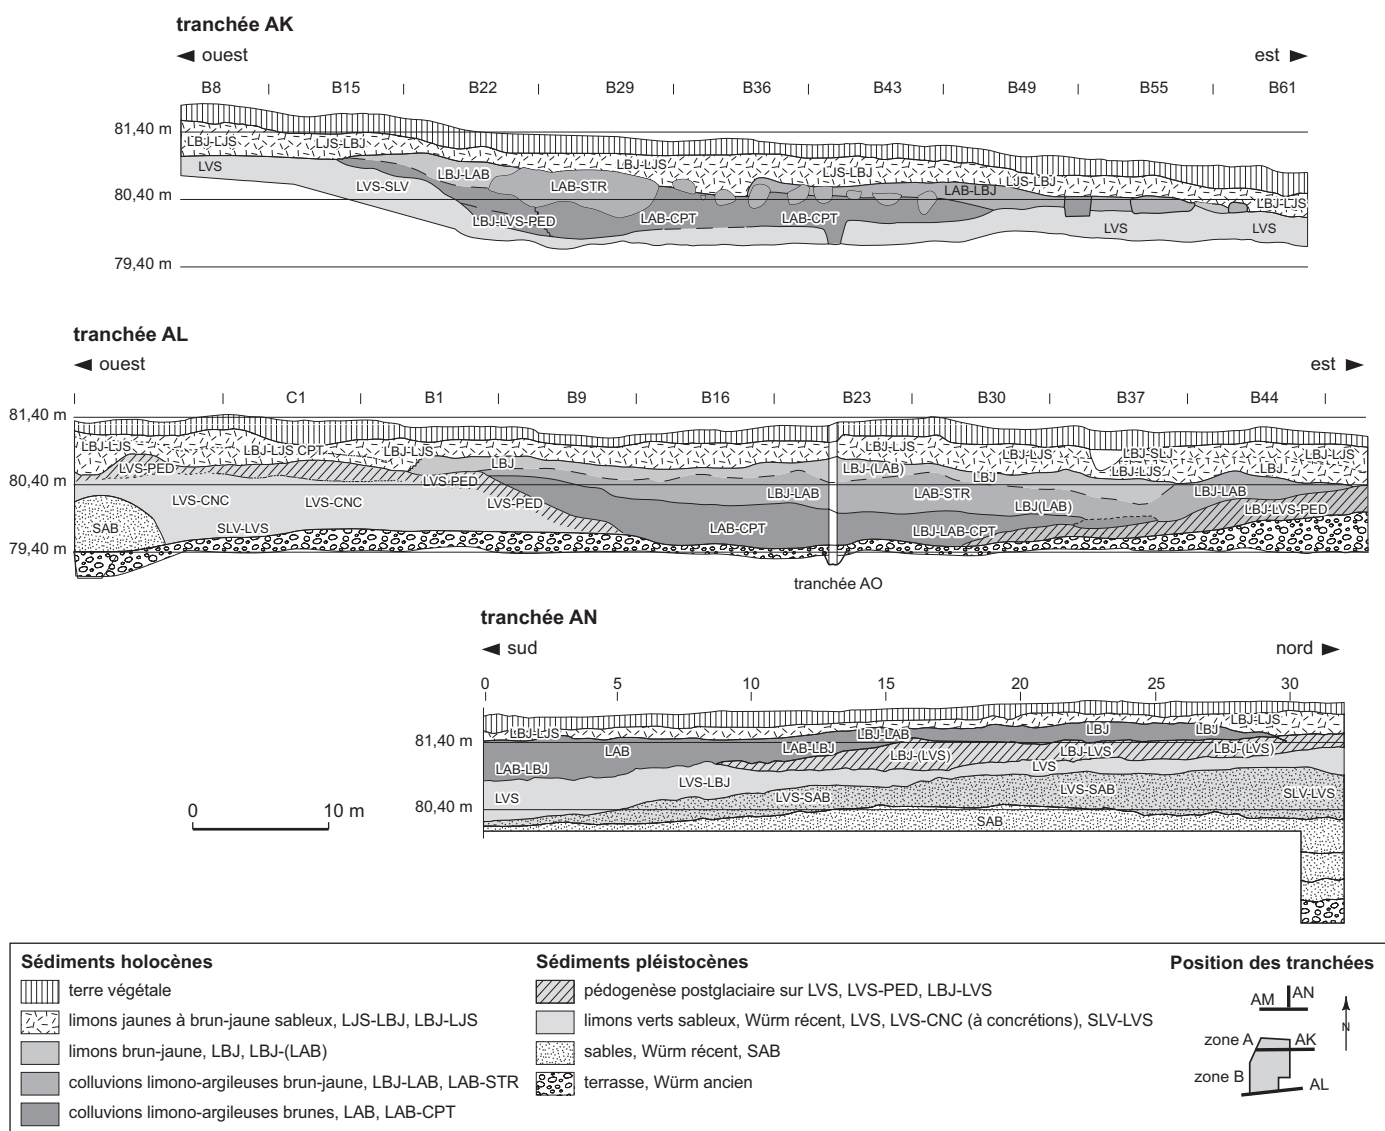 tranchée AK
◄ ouest est ►
B8 B15 B22 B29 B36 B43 B49 B55 B61
81,40 m
LBJ-LJS LJS-LBJ LBJ-LJS LJS-LBJ LJS-LBJ LBJ-LJS
LVS LVS-SLV LBJ-LAB LAB-STR LAB-LBJ
80,40 m
LBJ-LVS-PED LAB-CPT LAB-CPT LVS LVS
79,40 m
tranchée AL
◄ ouest est ►
C1 B1 B9 B16 B23 B30 B37 B44
81,40 m
LBJ-LJS LBJ-LJS CPT LBJ-LJS LBJ-LJS LBJ-LJS LBJ-SLJ LBJ-LJS
LVS-PED LBJ LBJ-(LAB) LBJ LBJ-LJS LBJ
80,40 m
LVS-PED LBJ-LAB LAB-STR LBJ-LAB
LVS-CNC LVS-CNC LVS-PED LBJ(LAB) LBJ-LVS-PED
SAB SLV-LVS LAB-CPT LBJ-LAB-CPT
79,40 m
tranchée AO
tranchée AN
◄ sud nord ►
0 5 10 15 20 25 30
LBJ-LJS LBJ-LAB LBJ LBJ LBJ-LJS
81,40 m
LAB LAB-LBJ LBJ-(LVS) LBJ-LVS LBJ-(LVS)
LAB-LBJ LVS-LBJ LVS
LVS LVS-SAB LVS-SAB SLV-LVS
80,40 m
SAB
0 10 m
Sédiments holocènes
terre végétale
limons jaunes à brun-jaune sableux, LJS-LBJ, LBJ-LJS
limons brun-jaune, LBJ, LBJ-(LAB)
colluvions limono-argileuses brun-jaune, LBJ-LAB, LAB-STR
colluvions limono-argileuses brunes, LAB, LAB-CPT
Sédiments pléistocènes
pédogenèse postglaciaire sur LVS, LVS-PED, LBJ-LVS
limons verts sableux, Würm récent, LVS, LVS-CNC (à concrétions), SLV-LVS
sables, Würm récent, SAB
terrasse, Würm ancien
Position des tranchées
AM AN
N
zone A AK
zone B AL